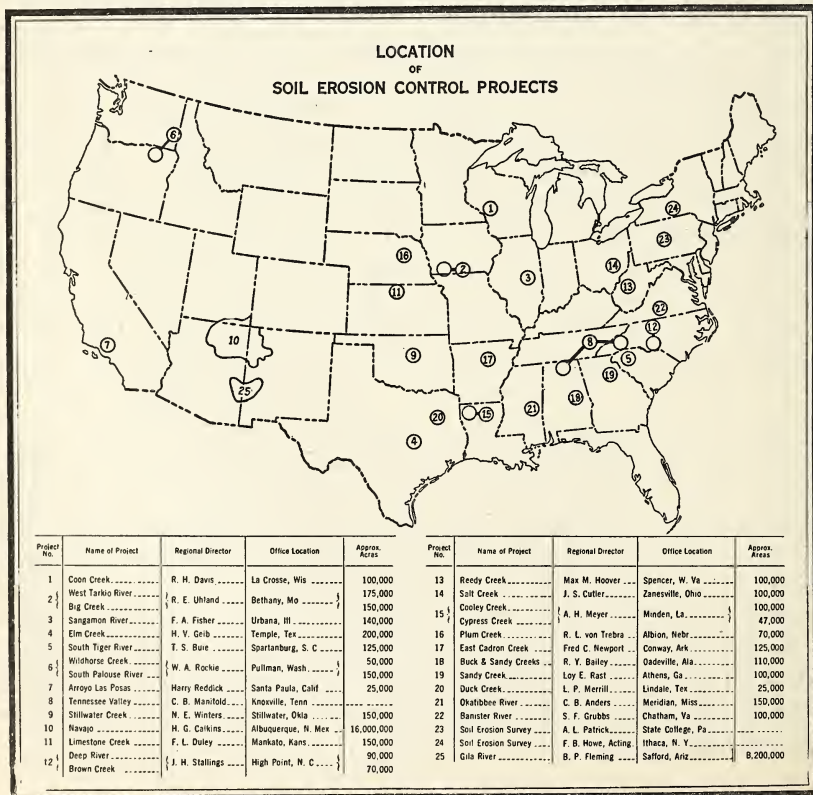 LOCATION
OF
SOIL EROSION CONTROL PROJECTS
6
1
24
16
2
23
3
14
13
11
22
10
7
8
12
9
17
5
19
25
18
20
15
21
4
Project No. Name of Project Regional Director Office Location Approx. Acres
1 Coon Creek R. H. Davis La Crosse, Wis 100,000
2 West Tarkio River R. E. Uhland Bethany, Mo 175,000
Big Creek 150,000
3 Sangamon River F. A. Fisher Urbana, Ill 140,000
4 Elm Creek H. V. Geib Temple, Tex 200,000
5 South Tiger River T. S. Buie Spartanburg, S. C 125,000
6 Wildhorse Creek W. A. Rockie Pullman, Wash 50,000
South Palouse River 150,000
7 Arroyo Las Posas Harry Reddick Santa Paula, Calif 25,000
8 Tennessee Valley C. B. Manifold Knoxville, Tenn
9 Stillwater Creek N. E. Winters Stillwater, Okla 150,000
10 Navajo H. G. Calkins Albuquerque, N. Mex 16,000,000
11 Limestone Creek F. L. Duley Mankato, Kans. 150,000
12 Deep River J. H. Stallings High Point, N. C 90,000
Brown Creek 70,000
Project No. Name of Project Regional Director Office Location Approx. Areas
13 Reedy Creek Max M. Hoover Spencer, W. Va 100,000
14 Salt Creek J. S. Cutler Zanesville, Ohio 100,000
15 Cooley Creek A. H. Meyer Minden, La. 100,000
Cypress Creek 47,000
16 Plum Creek R. L. von Trebra Albion, Nebr 70,000
17 East Cadron Creek Fred C. Newport Conway, Ark 125,000
18 Buck & Sandy Creeks R. Y. Bailey Dadeville, Ala. 110,000
19 Sandy Creek Loy E. Rast Athens, Ga 100,000
20 Duck Creek L. P. Merrill Lindale, Tex 25,000
21 Okatibbee River C. B. Anders Meridian, Miss 150,000
22 Banister River S. F. Grubbs Chatham, Va 100,000
23 Soil Erosion Survey A. L. Patrick State College, Pa
24 Soil Erosion Survey F. B. Howe, Acting. Ithaca, N. Y.
25 Gila River B. P. Fleming Safford, Ariz 8,200,000